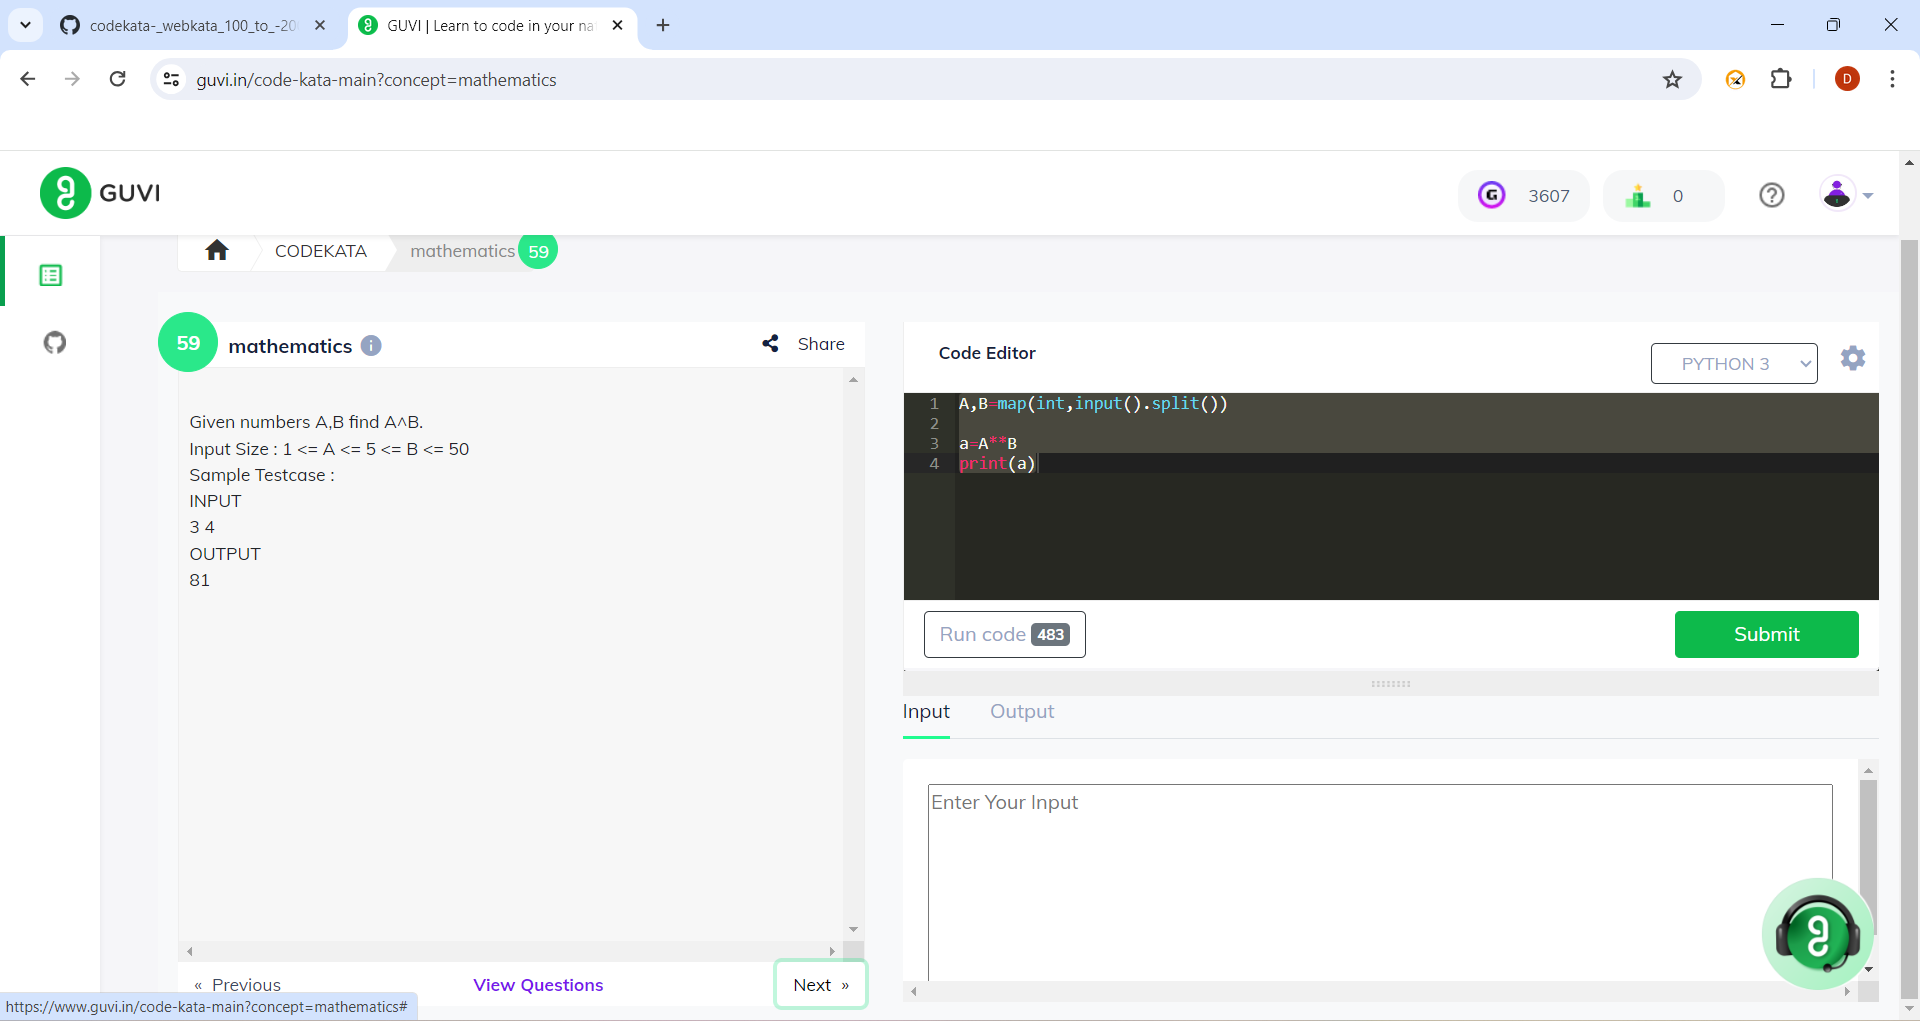 codekata-_webkata_100_to_-20
GUVI | Learn to code in your na
guvi.in/code-kata-main?concept=mathematics
D
GUVI
G 3607
0
CODEKATA
mathematics 59
59 mathematics
Share
Given numbers A,B find A^B.
Input Size : 1 <= A <= 5 <= B <= 50
Sample Testcase :
INPUT
3 4
OUTPUT
81
« Previous
View Questions
Next »
https://www.guvi.in/code-kata-main?concept=mathematics#
Code Editor
PYTHON 3
1 A,B=map(int,input().split())
2
3 a=A**B
4 print(a)
Run code 483
Submit
Input
Output
Enter Your Input